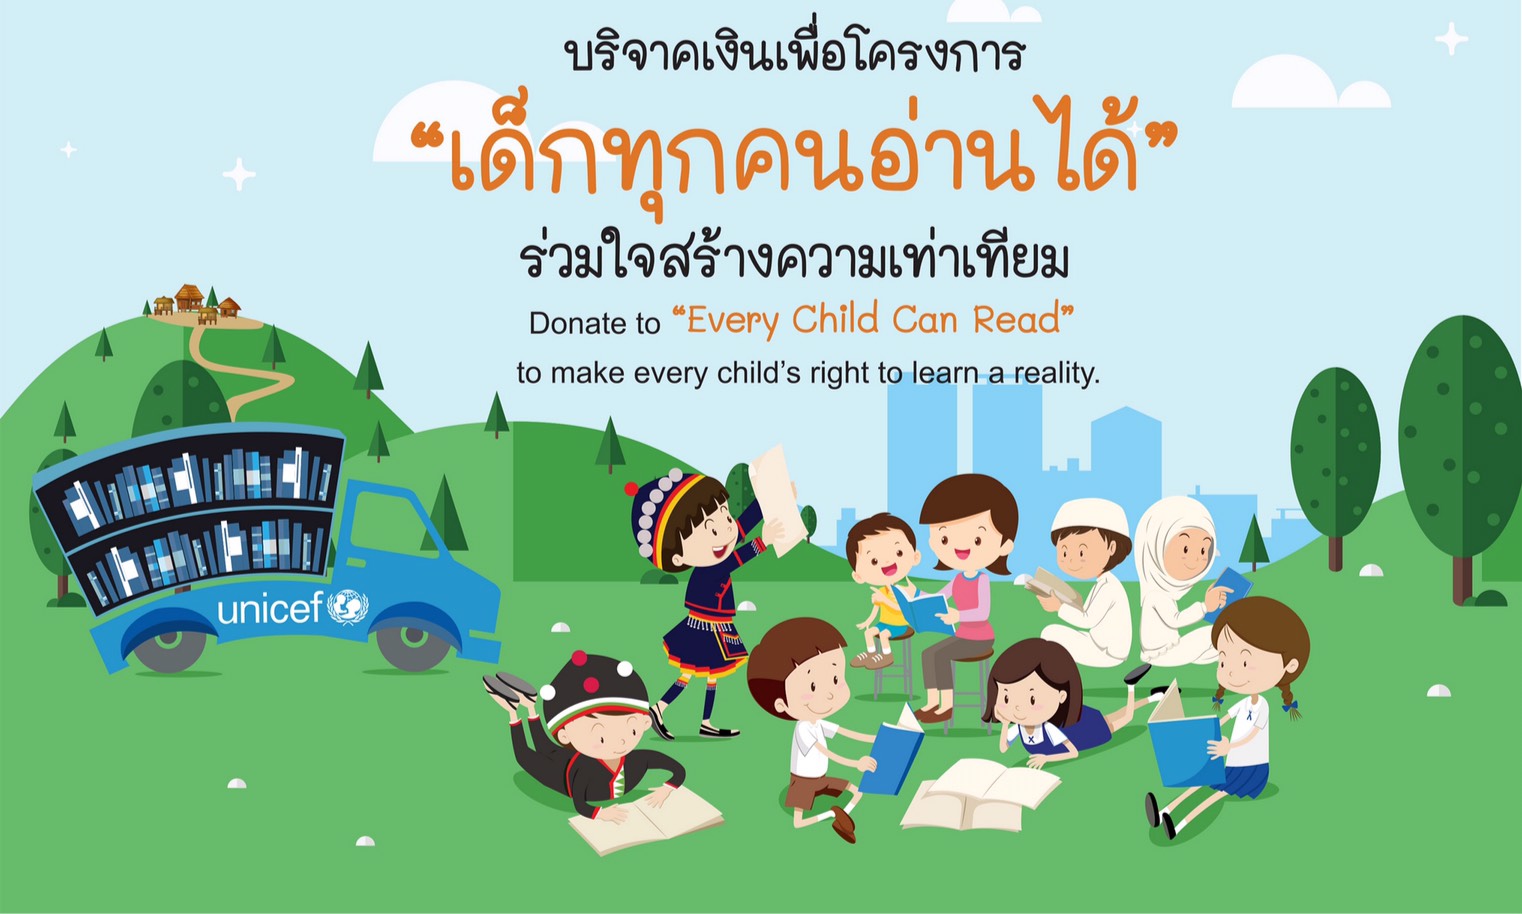 บริจาคเงินเพื่อโครงการ
“เด็กทุกคนอ่านได้”
ร่วมใจสร้างความเท่าเทียม
Donate to “Every Child Can Read”
to make every child’s right to learn a reality.
unicef